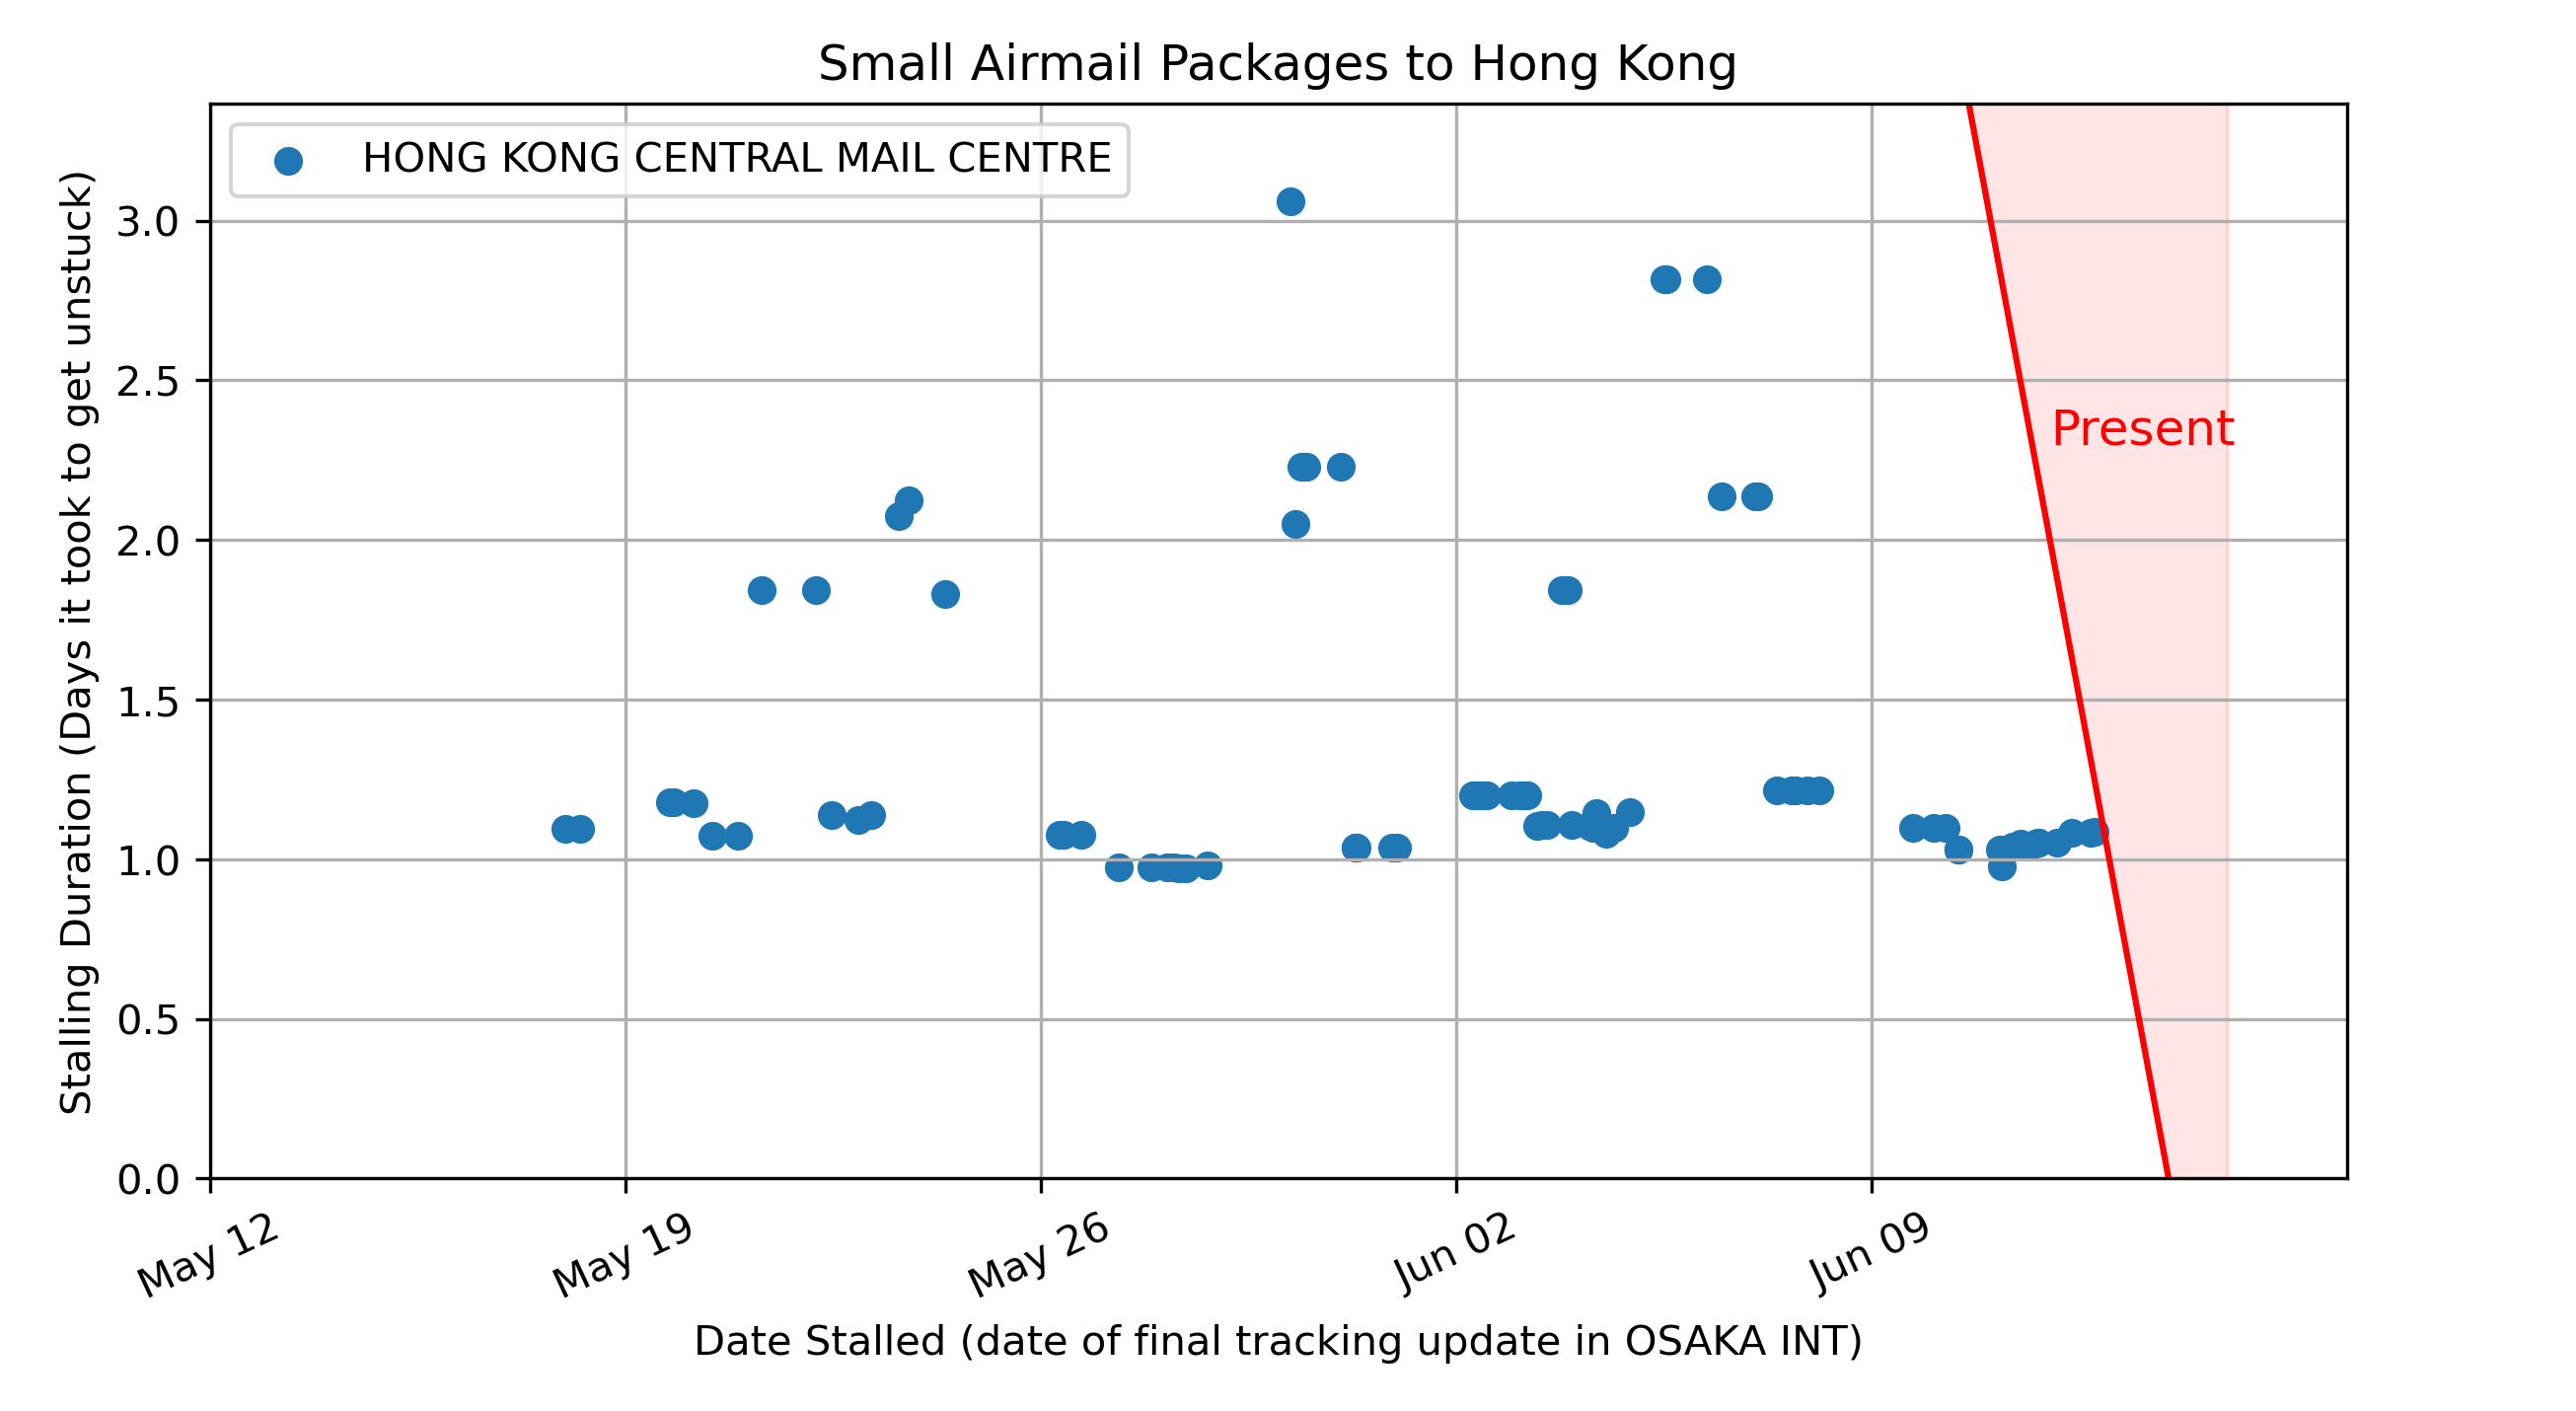 Small Airmail Packages to Hong Kong
HONG KONG CENTRAL MAIL CENTRE
Stalling Duration (Days it took to get unstuck)
3.0
2.5
2.0
1.5
1.0
0.5
0.0
Present
May 12
May 19
May 26
Jun 02
Jun 09
Date Stalled (date of final tracking update in OSAKA INT)